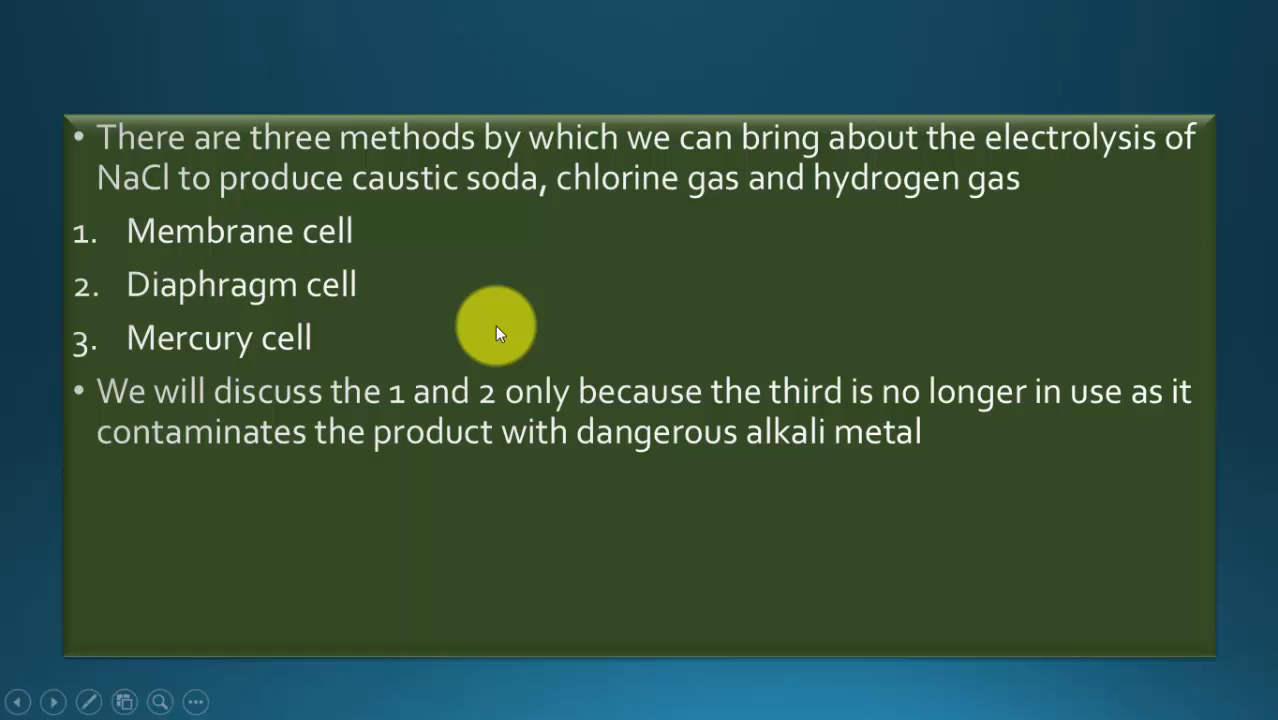 • There are three methods by which we can bring about the electrolysis of
NaCl to produce caustic soda, chlorine gas and hydrogen gas
1. Membrane cell
2. Diaphragm cell
3. Mercury cell
• We will discuss the 1 and 2 only because the third is no longer in use as it
contaminates the product with dangerous alkali metal